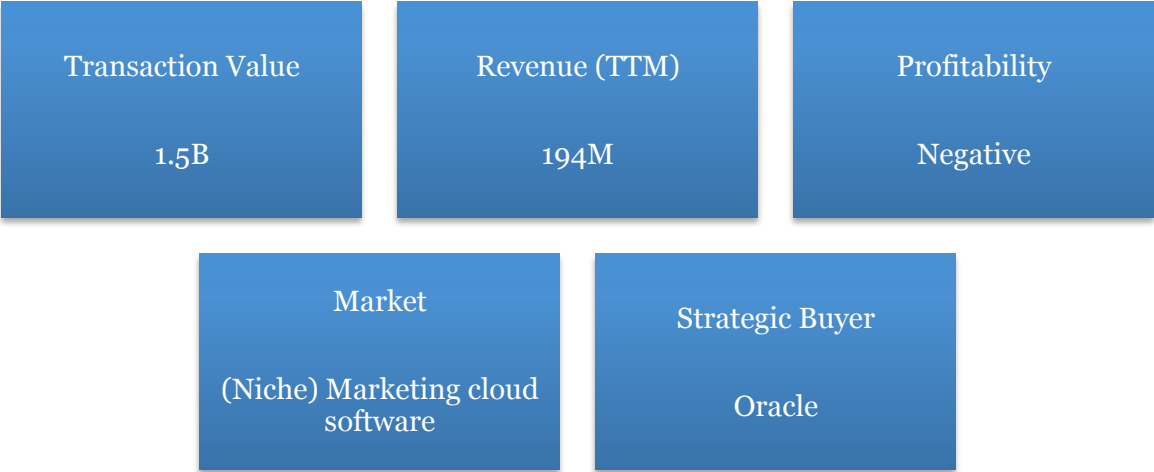 Transaction Value
1.5B
Revenue (TTM)
194M
Profitability
Negative
Market
(Niche) Marketing cloud
software
Strategic Buyer
Oracle